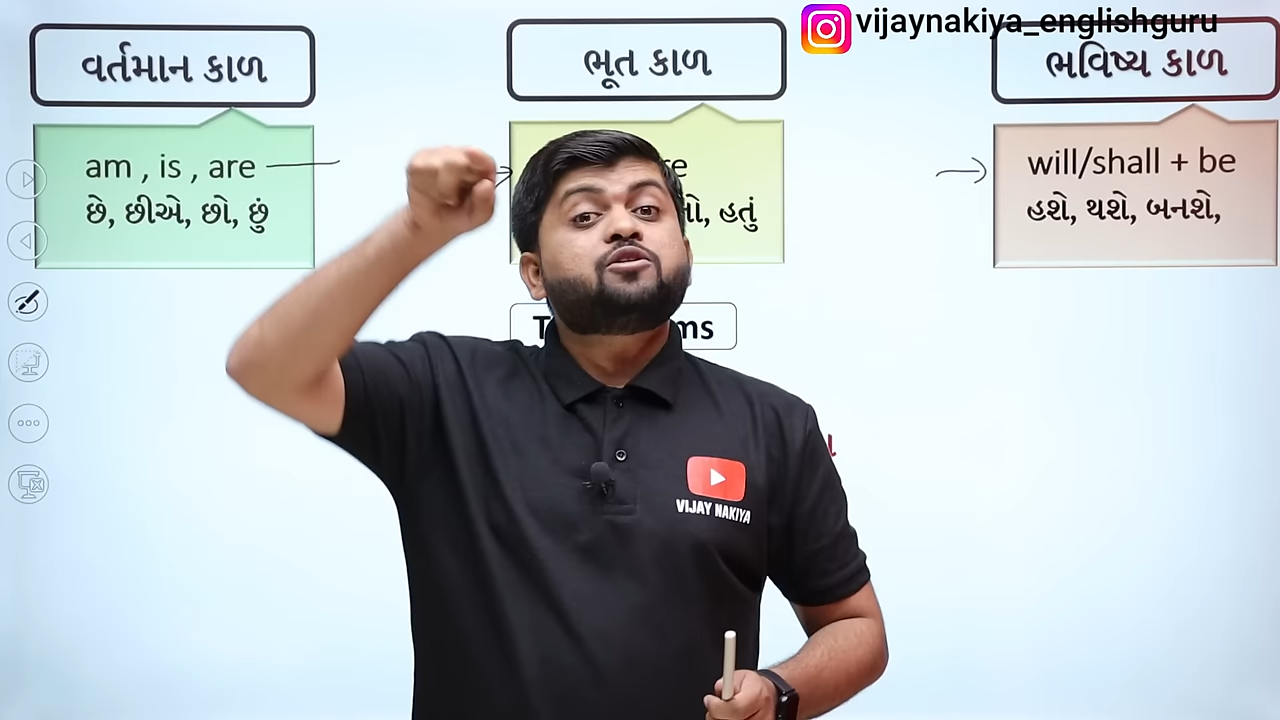 vijaynakiya_englishguru
વર્તમાન કાળ
ભૂત કાળ
ભવિષ્ય કાળ
am , is , are
છે, છીએ, છો, છું
હતું
will/shall + be
હશે, થશે, બનશે,
VIJAY NAKIYA